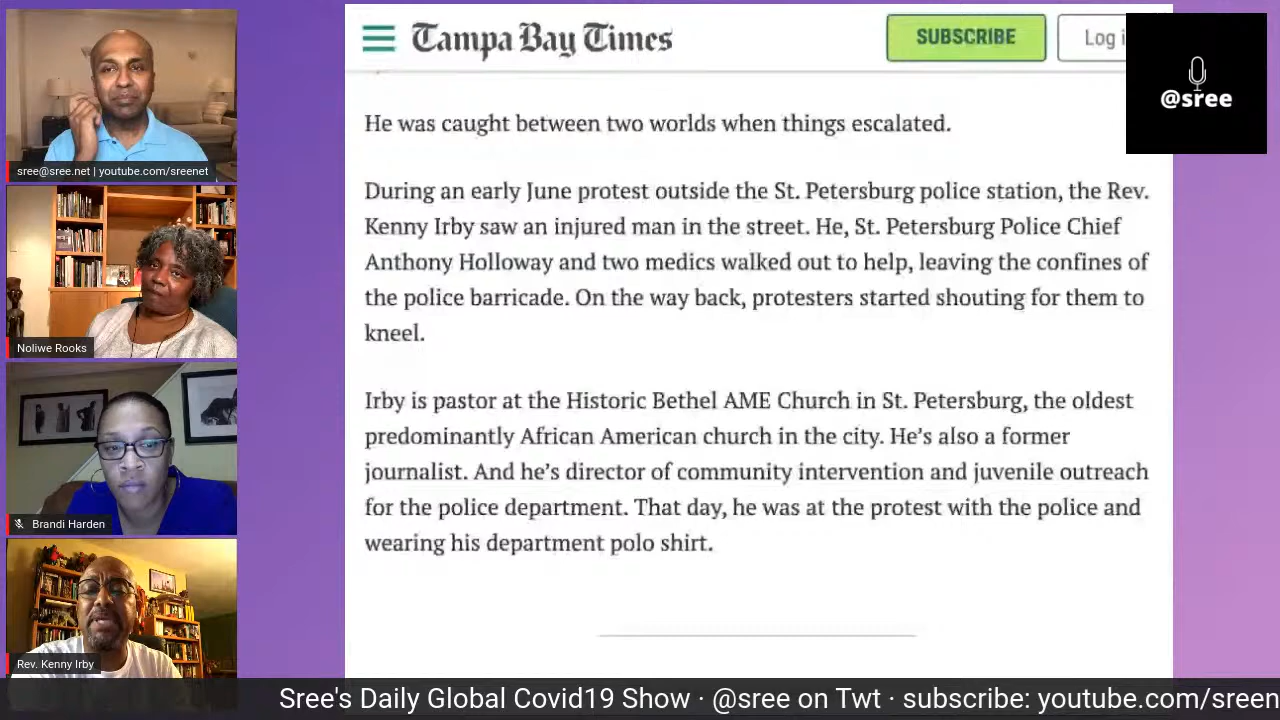 Tampa Bay Times
SUBSCRIBE
Log i
@sree
He was caught between two worlds when things escalated.
During an early June protest outside the St. Petersburg police station, the Rev.
Kenny Irby saw an injured man in the street. He, St. Petersburg Police Chief
Anthony Holloway and two medics walked out to help, leaving the confines of
the police barricade. On the way back, protesters started shouting for them to
kneel.
Irby is pastor at the Historic Bethel AME Church in St. Petersburg, the oldest
predominantly African American church in the city. He’s also a former
journalist. And he’s director of community intervention and juvenile outreach
for the police department. That day, he was at the protest with the police and
wearing his department polo shirt.
sree@sree.net | youtube.com/sreenet
Noliwe Rooks
Brandi Harden
Rev. Kenny Irby
Sree's Daily Global Covid19 Show · @sree on Twt · subscribe: youtube.com/sreen